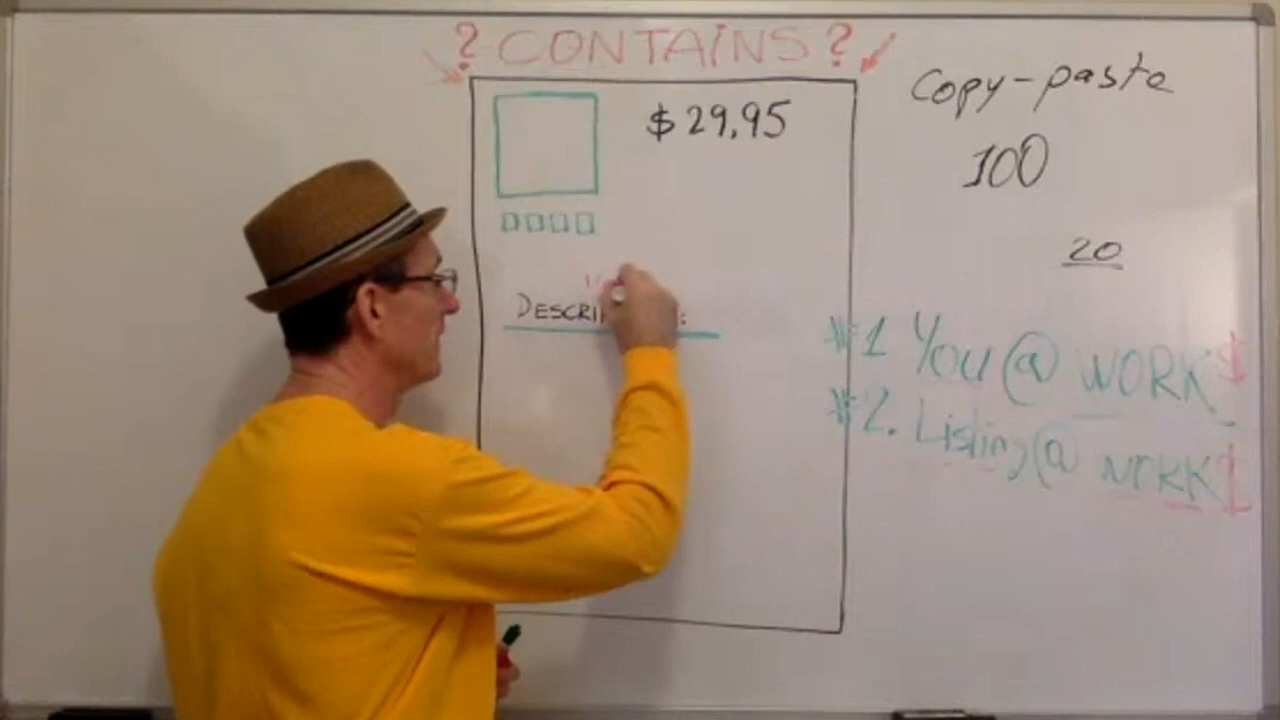 ? CONTAINS ?
$29,95
Copy-paste
100
20
#1 You @ WORK $
#2. Listing @ WORK $